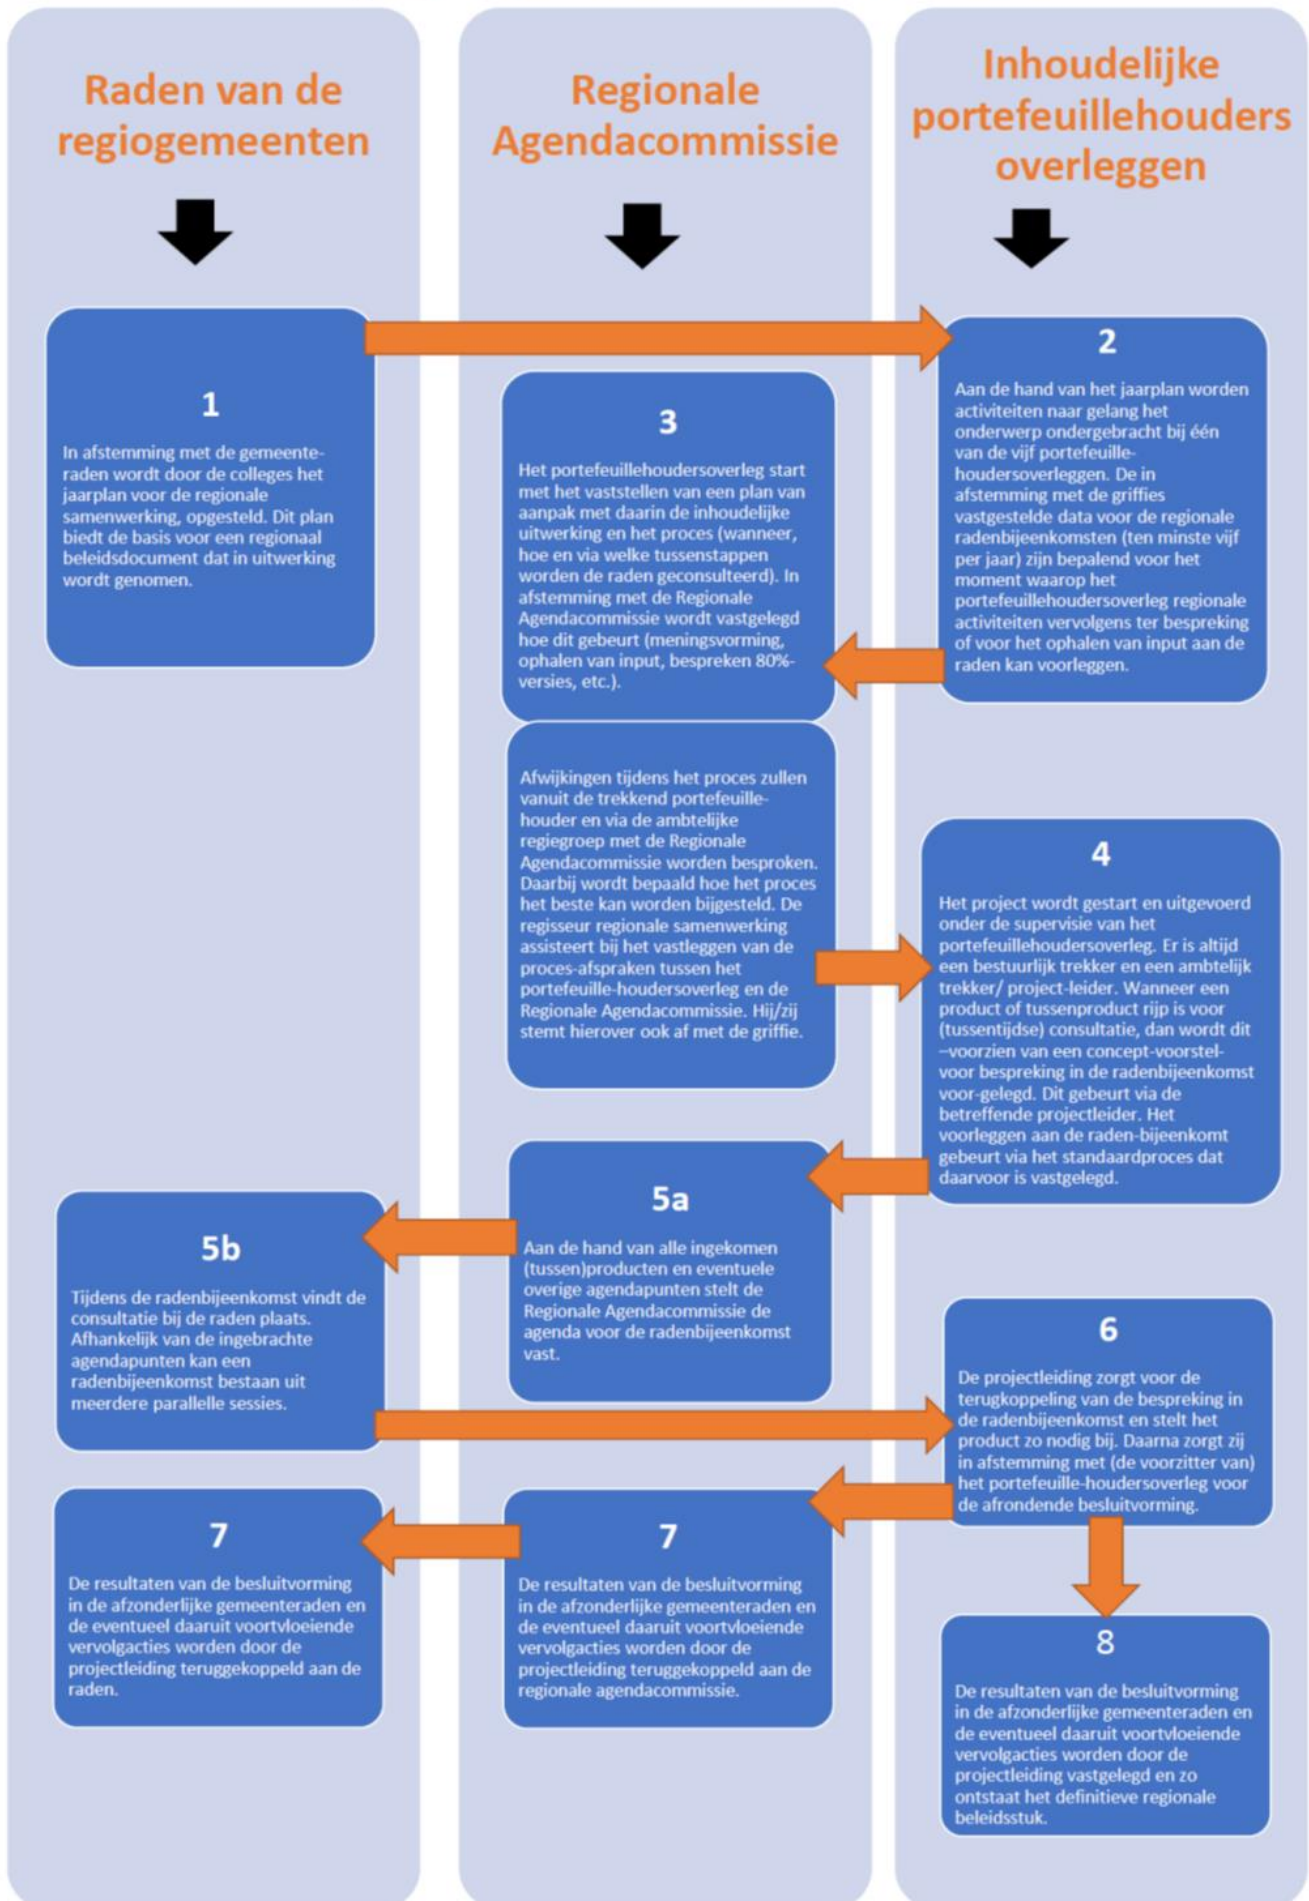 Raden van de
regiogemeenten
Regionale
Agendacommissie
Inhoudelijke
portefeuillehouders
overleggen
1
In afstemming met de gemeente-
raden wordt door de colleges het
jaarplan voor de regionale
samenwerking, opgesteld. Dit plan
biedt de basis voor een regionaal
beleidsdocument dat in uitwerking
wordt genomen.
2
Aan de hand van het jaarplan worden
activiteiten naar gelang het
onderwerp ondergebracht bij één
van de vijf portefeuille-
houdersoverleggen. De in
afstemming met de griffies
vastgestelde data voor de regionale
radenbijeenkomsten (ten minste vijf
per jaar) zijn bepalend voor het
moment waarop het
portefeuillehoudersoverleg regionale
activiteiten vervolgens ter bespreking
of voor het ophalen van input aan de
raden kan voorleggen.
3
Het portefeuillehoudersoverleg start
met het vaststellen van een plan van
aanpak met daarin de inhoudelijke
uitwerking en het proces (wanneer,
hoe en via welke tussenstappen
worden de raden geconsulteerd). In
afstemming met de Regionale
Agendacommissie wordt vastgelegd
hoe dit gebeurt (meningsvorming,
ophalen van input, bespreken 80%-
versies, etc.).
Afwijkingen tijdens het proces zullen
vanuit de trekkend portefeuille-
houder en via de ambtelijke
regiegroep met de Regionale
Agendacommissie worden besproken.
Daarbij wordt bepaald hoe het proces
het beste kan worden bijgesteld. De
regisseur regionale samenwerking
assisteert bij het vastleggen van de
proces-afspraken tussen het
portefeuille-houdersoverleg en de
Regionale Agendacommissie. Hij/zij
stemt hierover ook af met de griffie.
4
Het project wordt gestart en uitgevoerd
onder de supervisie van het
portefeuillehoudersoverleg. Er is altijd
een bestuurlijk trekker en een ambtelijk
trekker/ project-leider. Wanneer een
product of tussenproduct rijp is voor
(tussentijdse) consultatie, dan wordt dit
–voorzien van een concept-voorstel-
voor bespreking in de radenbijeenkomst
voor-gelegd. Dit gebeurt via de
betreffende projectleider. Het
voorleggen aan de raden-bijeenkomt
gebeurt via het standaardproces dat
daarvoor is vastgelegd.
5a
Aan de hand van alle ingekomen
(tussen)producten en eventuele
overige agendapunten stelt de
Regionale Agendacommissie de
agenda voor de radenbijeenkomst
vast.
5b
Tijdens de radenbijeenkomst vindt de
consultatie bij de raden plaats.
Afhankelijk van de ingebrachte
agendapunten kan een
radenbijeenkomst bestaan uit
meerdere parallelle sessies.
6
De projectleiding zorgt voor de
terugkoppeling van de bespreking in
de radenbijeenkomst en stelt het
product zo nodig bij. Daarna zorgt zij
in afstemming met (de voorzitter van)
het portefeuille-houdersoverleg voor
de afrondende besluitvorming.
7
De resultaten van de besluitvorming
in de afzonderlijke gemeenteraden en
de eventueel daaruit voortvloeiende
vervolgacties worden door de
projectleiding teruggekoppeld aan de
raden.
7
De resultaten van de besluitvorming
in de afzonderlijke gemeenteraden en
de eventueel daaruit voortvloeiende
vervolgacties worden door de
projectleiding teruggekoppeld aan de
regionale agendacommissie.
8
De resultaten van de besluitvorming
in de afzonderlijke gemeenteraden en
de eventueel daaruit voortvloeiende
vervolgacties worden door de
projectleiding vastgelegd en zo
ontstaat het definitieve regionale
beleidsstuk.